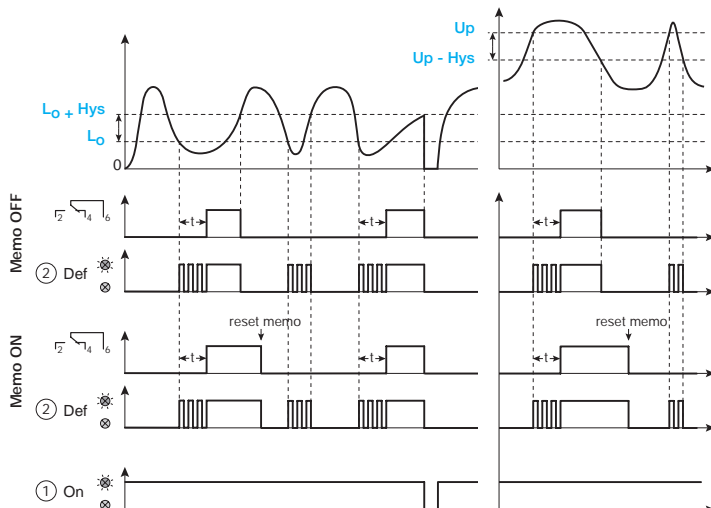 Up
Up - Hys
Lo + Hys
Lo
0
Memo OFF
2 4 6
t t t
2 Def
Memo ON
reset memo reset memo
2 4 6
t t t
2 Def
1 On